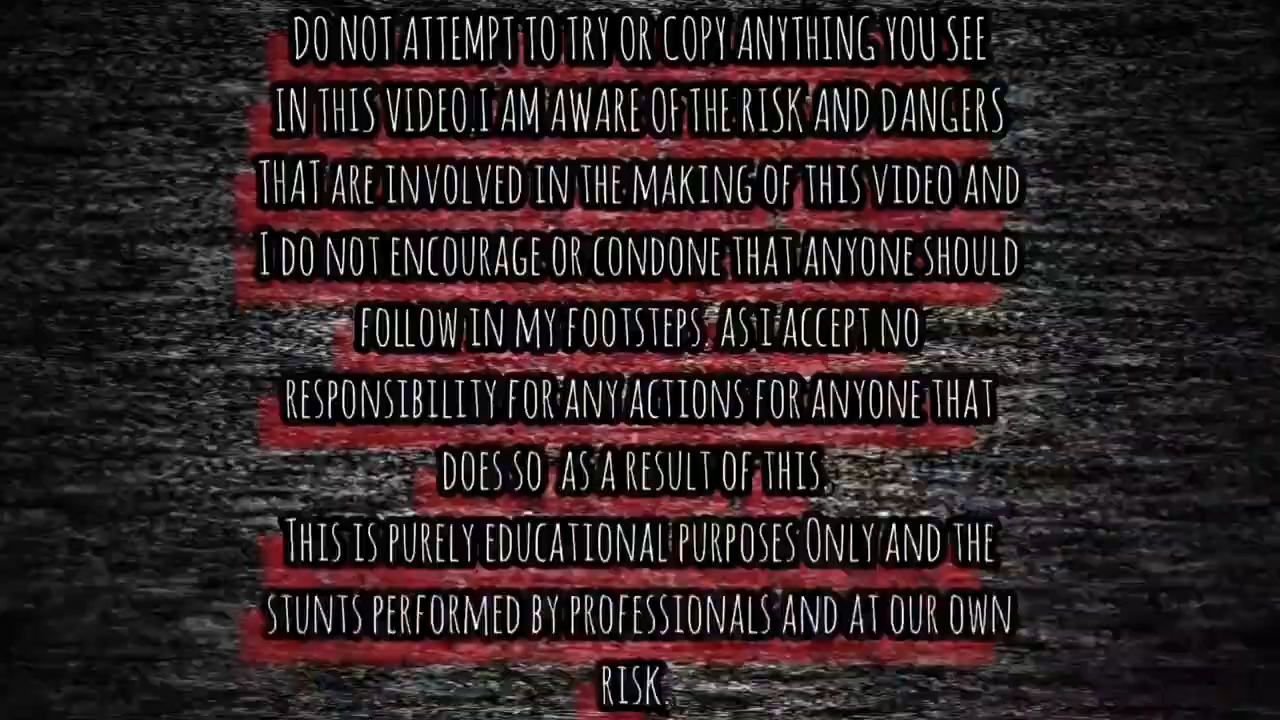 DO NOT ATTEMPT TO TRY OR COPY ANYTHING YOU SEE
IN THIS VIDEO,I AM AWARE OF THE RISK AND DANGERS
THAT ARE INVOLVED IN THE MAKING OF THIS VIDEO AND
I DO NOT ENCOURAGE OR CONDONE THAT ANYONE SHOULD
FOLLOW IN MY FOOTSTEPS, AS I ACCEPT NO
RESPONSIBILITY FOR ANY ACTIONS FOR ANYONE THAT
DOES SO AS A RESULT OF THIS.
THIS IS PURELY EDUCATIONAL PURPOSES ONLY AND THE
STUNTS PERFORMED BY PROFESSIONALS AND AT OUR OWN
RISK.